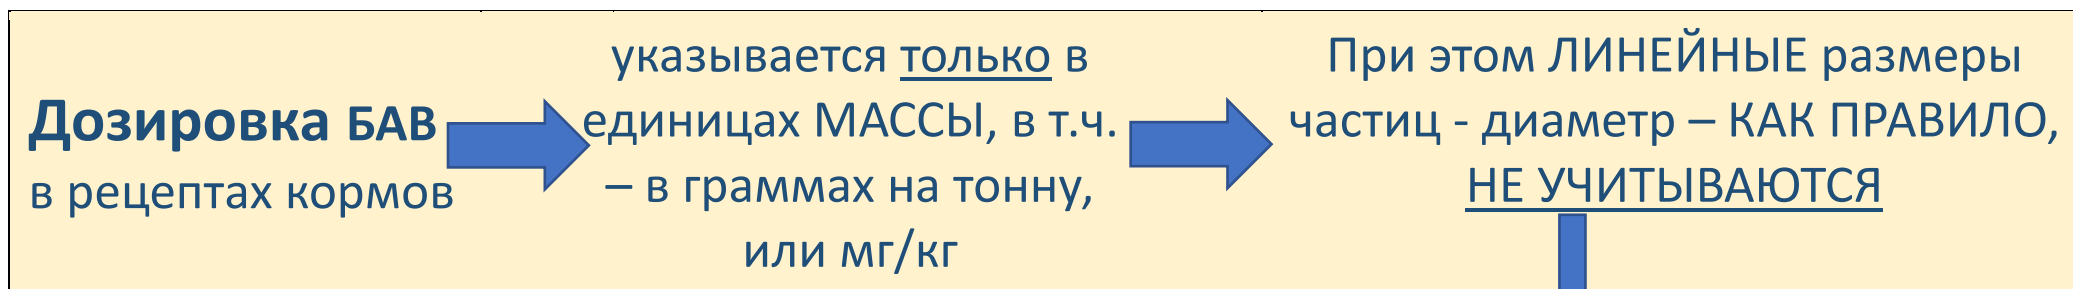 Дозировка БАВ
в рецептах кормов
указывается только в
единицах МАССЫ, в т.ч.
– в граммах на тонну,
или мг/кг
При этом ЛИНЕЙНЫЕ размеры
частиц - диаметр – КАК ПРАВИЛО,
НЕ УЧИТЫВАЮТСЯ